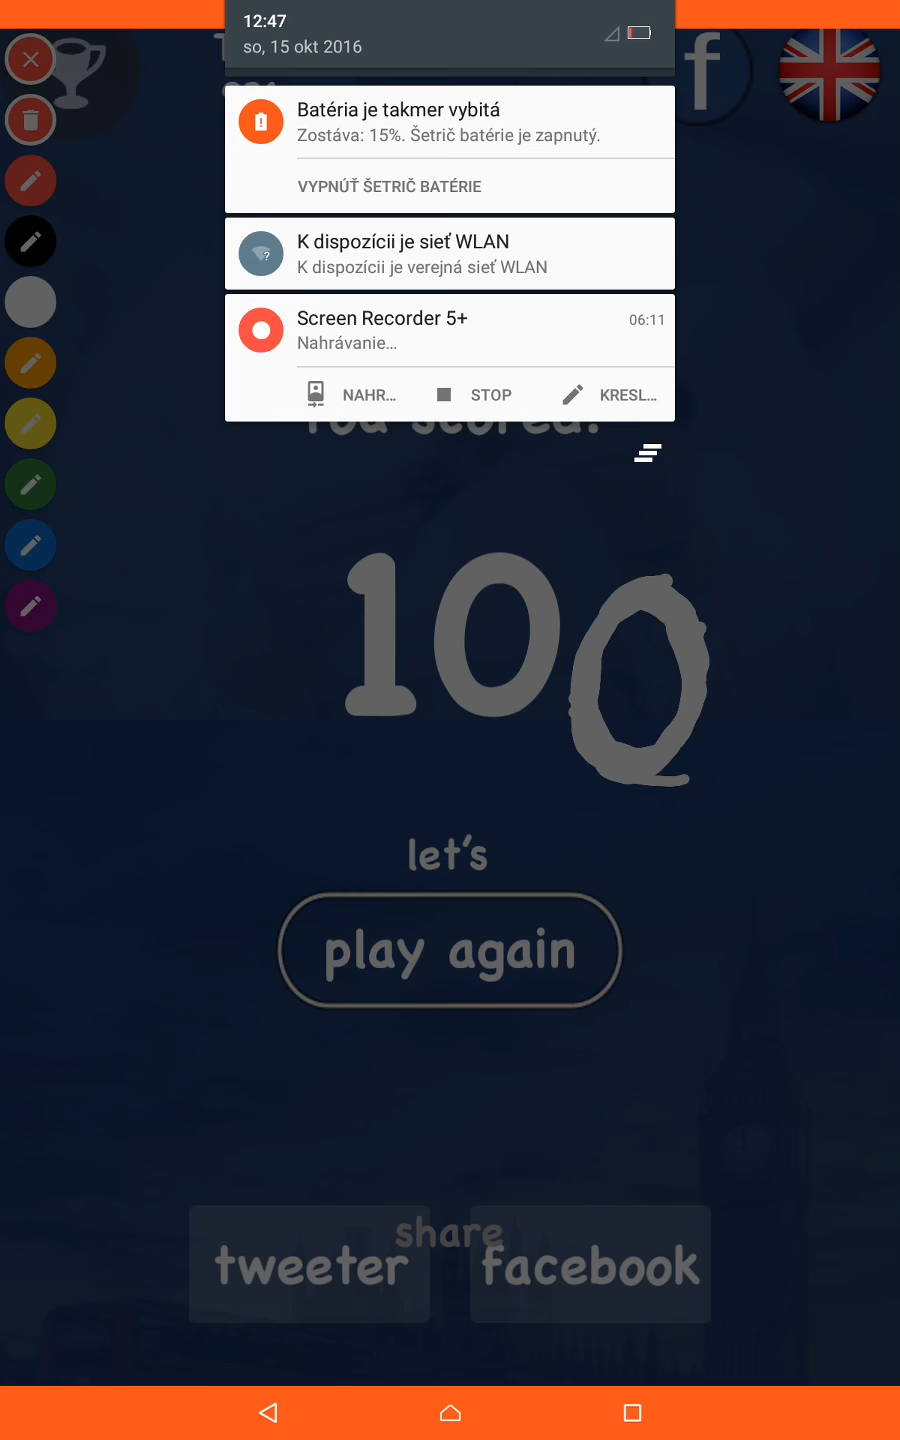 12:47
so, 15 okt 2016
f
Batéria je takmer vybitá
Zostáva: 15%. Šetrič batérie je zapnutý.
VYPNÚŤ ŠETRIČ BATÉRIE
K dispozícii je sieť WLAN
K dispozícii je verejná sieť WLAN
Screen Recorder 5+
06:11
Nahrávanie...
NAHR...
STOP
KRESL...
You scored:
100
let's
play again
share
tweeter
facebook